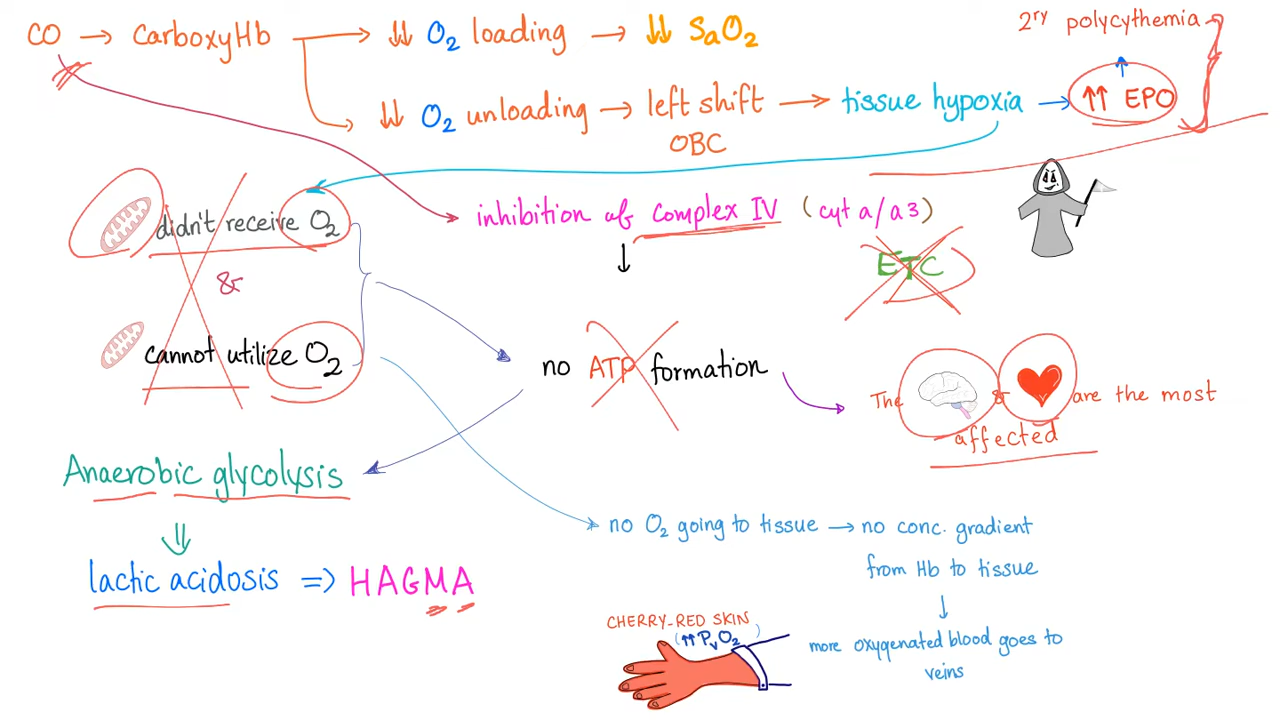 CO → CarboxyHb → ↓↓ O₂ loading → ↓↓ SaO₂
2ry polycythemia
↓↓ O₂ unloading → left shift → tissue hypoxia → ↑↑ EPO
OBC
didn't receive O₂
inhibition of Complex IV (cyt a/a3)
&
ETC
cannot utilize O₂
no ATP formation
The & are the most
affected
Anaerobic glycolysis
no O₂ going to tissue → no conc. gradient
from Hb to tissue
lactic acidosis => HAGMA
CHERRY-RED SKIN
(↑↑ PvO₂)
more oxygenated blood goes to
veins